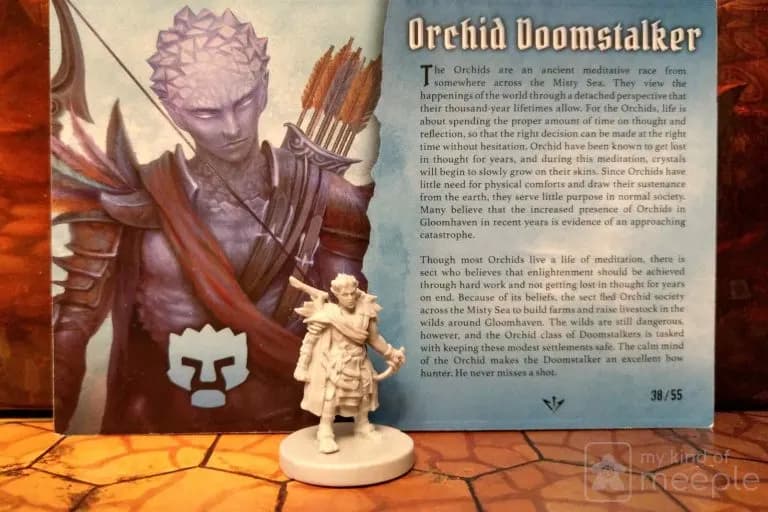 Orchid Doomstalker
The Orchids are an ancient meditative race from
somewhere across the Misty Sea. They view the
happenings of the world through a detached perspective that
their thousand-year lifetimes allow. For the Orchids, life is
about spending the proper amount of time on thought and
reflection, so that the right decision can be made at the right
time without hesitation. Orchid have been known to get lost
in thought for years, and during this meditation, crystals
will begin to slowly grow on their skins. Since Orchids have
little need for physical comforts and draw their sustenance
from the earth, they serve little purpose in normal society.
Many believe that the increased presence of Orchids in
Gloomhaven in recent years is evidence of an approaching
catastrophe.
Though most Orchids live a life of meditation, there is
sect who believes that enlightenment should be achieved
through hard work and not getting lost in thought for years
on end. Because of its beliefs, the sect fled Orchid society
across the Misty Sea to build farms and raise livestock in the
wilds around Gloomhaven. The wilds are still dangerous,
however, and the Orchid class of Doomstalkers is tasked
with keeping these modest settlements safe. The calm mind
of the Orchid makes the Doomstalker an excellent bow
hunter. He never misses a shot.
38/55
my kind of
meeple